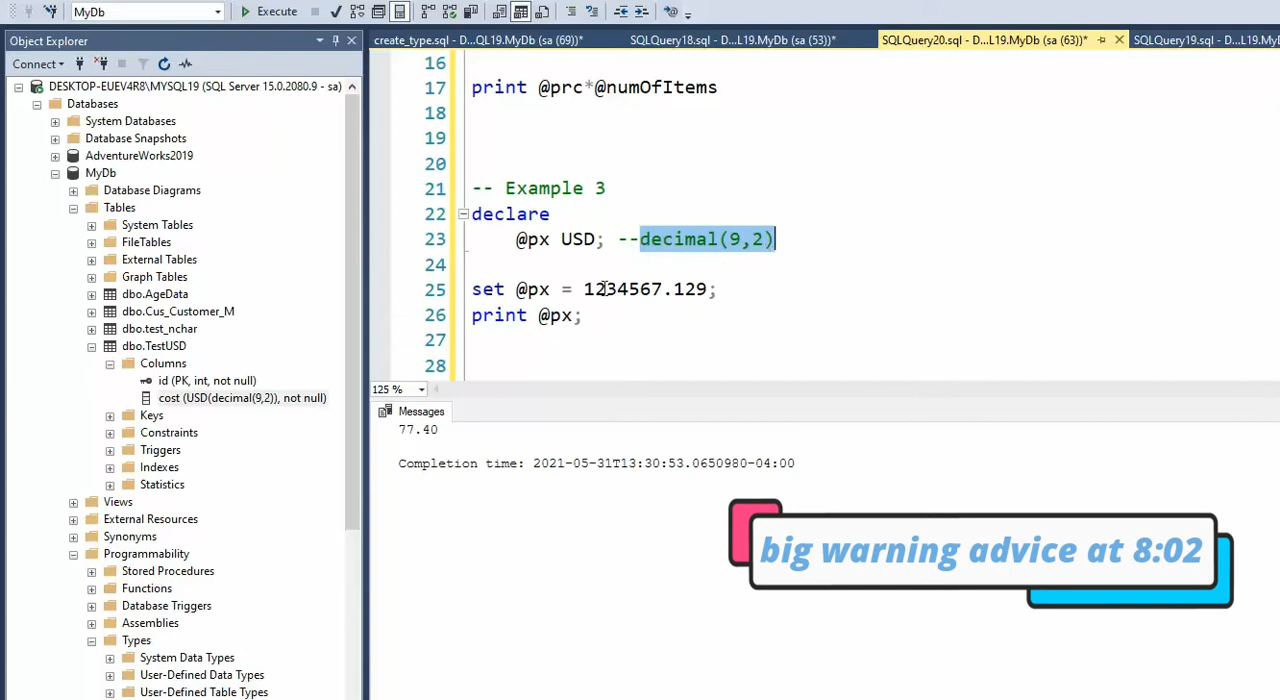 MyDb
Execute
Object Explorer
Connect
DESKTOP-EUEV4R8\MYSQL19 (SQL Server 15.0.2080.9 - sa)
Databases
System Databases
Database Snapshots
AdventureWorks2019
MyDb
Database Diagrams
Tables
System Tables
FileTables
External Tables
Graph Tables
dbo.AgeData
dbo.Cus_Customer_M
dbo.test_nchar
dbo.TestUSD
Columns
id (PK, int, not null)
cost (USD(decimal(9,2)), not null)
Keys
Constraints
Triggers
Indexes
Statistics
Views
External Resources
Synonyms
Programmability
Stored Procedures
Functions
Database Triggers
Assemblies
Types
System Data Types
User-Defined Data Types
User-Defined Table Types
create_type.sql - D...QL19.MyDb (sa (69))*
SQLQuery18.sql - D...L19.MyDb (sa (53))*
SQLQuery20.sql - D...L19.MyDb (sa (63))*
SQLQuery19.sql - D...L19.MyD
16
17 print @prc*@numOfItems
18
19
20
21 -- Example 3
22 declare
23 @px USD; --decimal(9,2)
24
25 set @px = 1234567.129;
26 print @px;
27
28
125 %
Messages
77.40
Completion time: 2021-05-31T13:30:53.0650980-04:00
big warning advice at 8:02